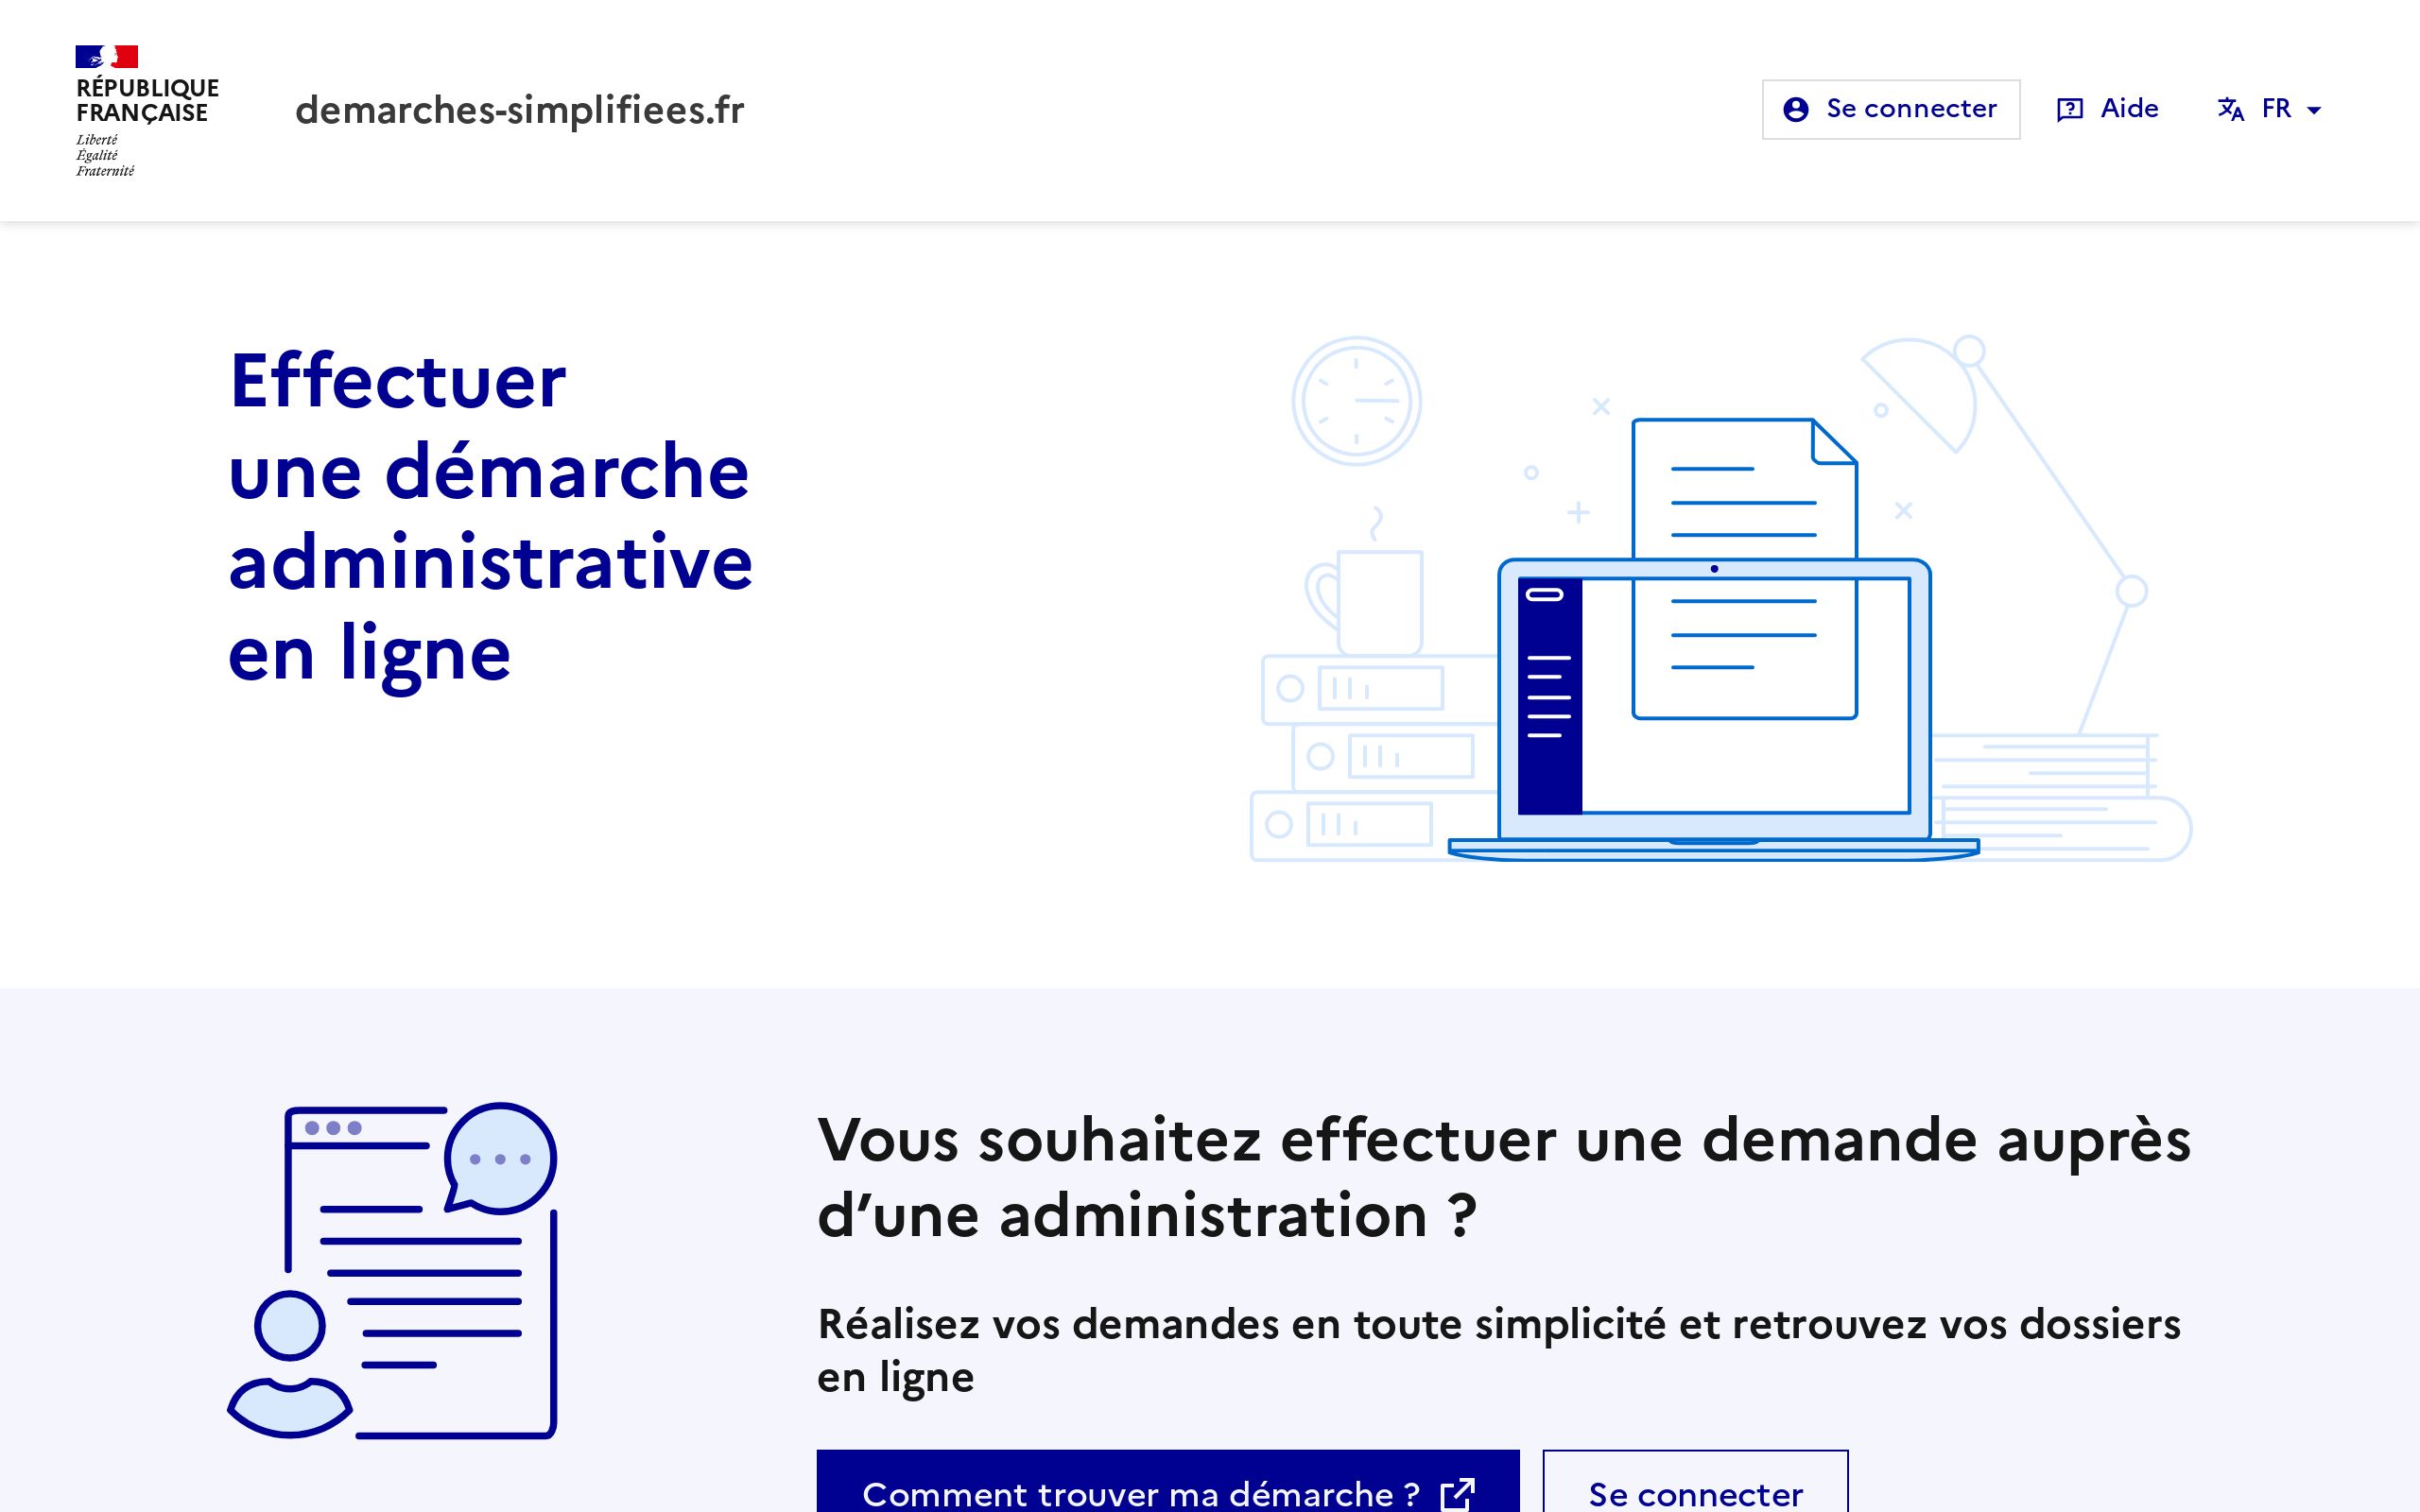 RÉPUBLIQUE
FRANÇAISE
Liberté
Égalité
Fraternité
demarches-simplifiees.fr
Se connecter
Aide
FR
Effectuer
une démarche
administrative
en ligne
Vous souhaitez effectuer une demande auprès
d’une administration ?
Réalisez vos demandes en toute simplicité et retrouvez vos dossiers
en ligne
Comment trouver ma démarche ?
Se connecter